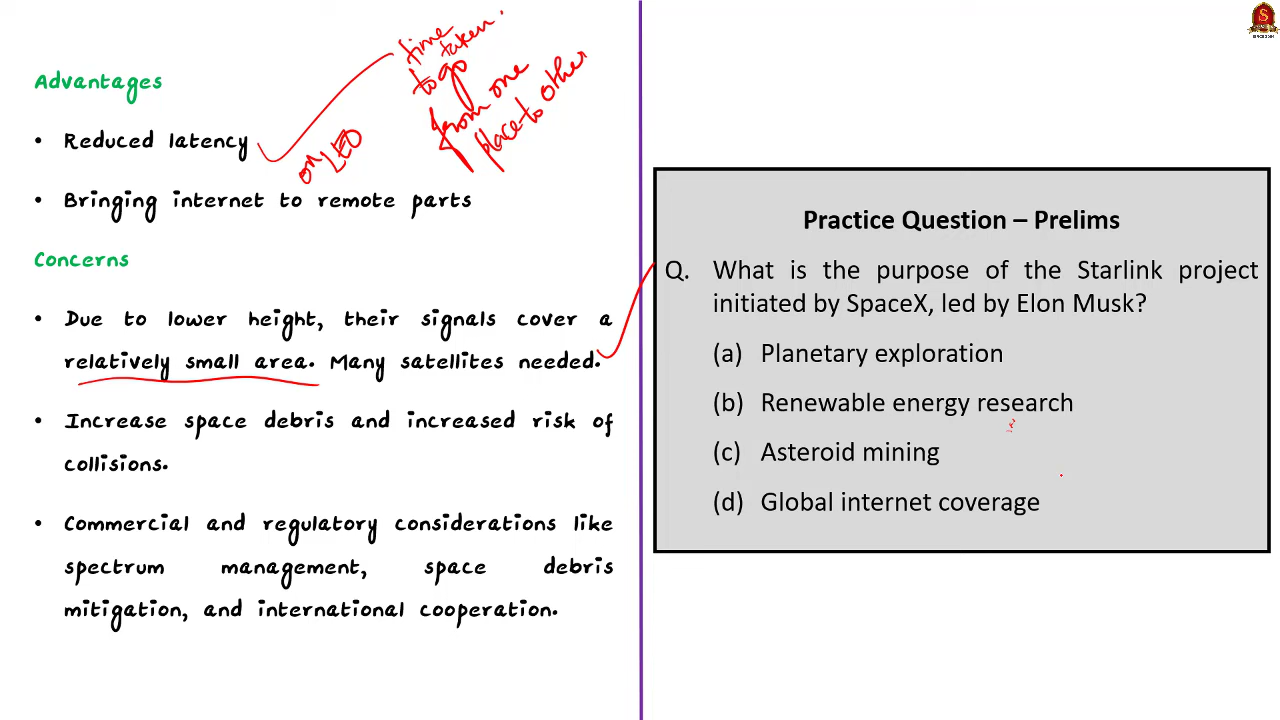 Advantages
• Reduced latency
• Bringing internet to remote parts
time
taken
to go
from one
place to other
on LEO
Concerns
• Due to lower height, their signals cover a
relatively small area. Many satellites needed.
• Increase space debris and increased risk of
collisions.
• Commercial and regulatory considerations like
spectrum management, space debris
mitigation, and international cooperation.
Practice Question – Prelims
Q. What is the purpose of the Starlink project
initiated by SpaceX, led by Elon Musk?
(a) Planetary exploration
(b) Renewable energy research
(c) Asteroid mining
(d) Global internet coverage